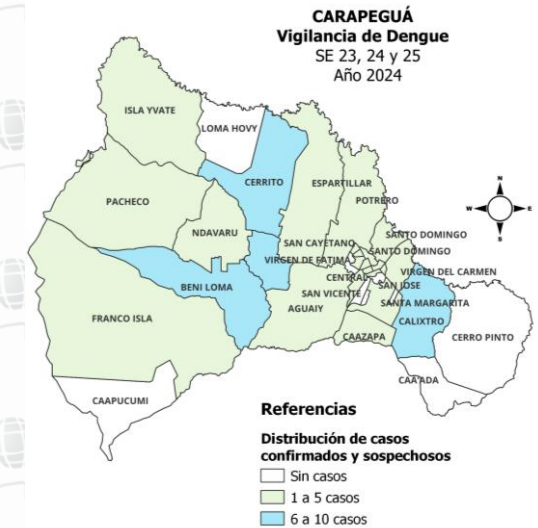 CARAPEGUÁ
Vigilancia de Dengue
SE 23, 24 y 25
Año 2024
ISLA YVATE
LOMA HOVY
CERRITO
ESPARTILLAR
PACHECO
POTRERO
N
W
E
S
NDAVARU
SAN CAYETANO
SANTO DOMINGO
SANTO DOMINGO
VIRGEN DE FATIMA
VIRGEN DEL CARMEN
CENTRAL
BENI LOMA
SAN JOSE
SAN VICENTE
SANTA MARGARITA
AGUAIY
FRANCO ISLA
CALIXTRO
CAAZAPA
CERRO PINTO
CAA'ADA
CAAPUCUMI
Referencias
Distribución de casos
confirmados y sospechosos
Sin casos
1 a 5 casos
6 a 10 casos